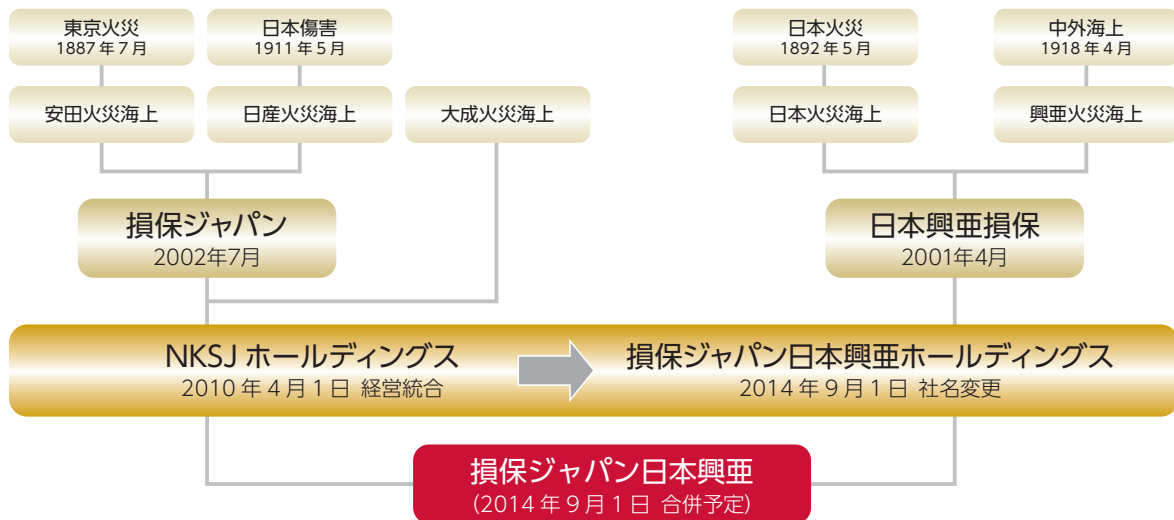 東京火災
1887年7月
日本傷害
1911年5月
日本火災
1892年5月
中外海上
1918年4月
安田火災海上
日産火災海上
大成火災海上
日本火災海上
興亜火災海上
損保ジャパン
2002年7月
日本興亜損保
2001年4月
NKSJ ホールディングス
2010年4月1日 経営統合
損保ジャパン日本興亜ホールディングス
2014年9月1日 社名変更
損保ジャパン日本興亜
(2014年9月1日 合併予定)